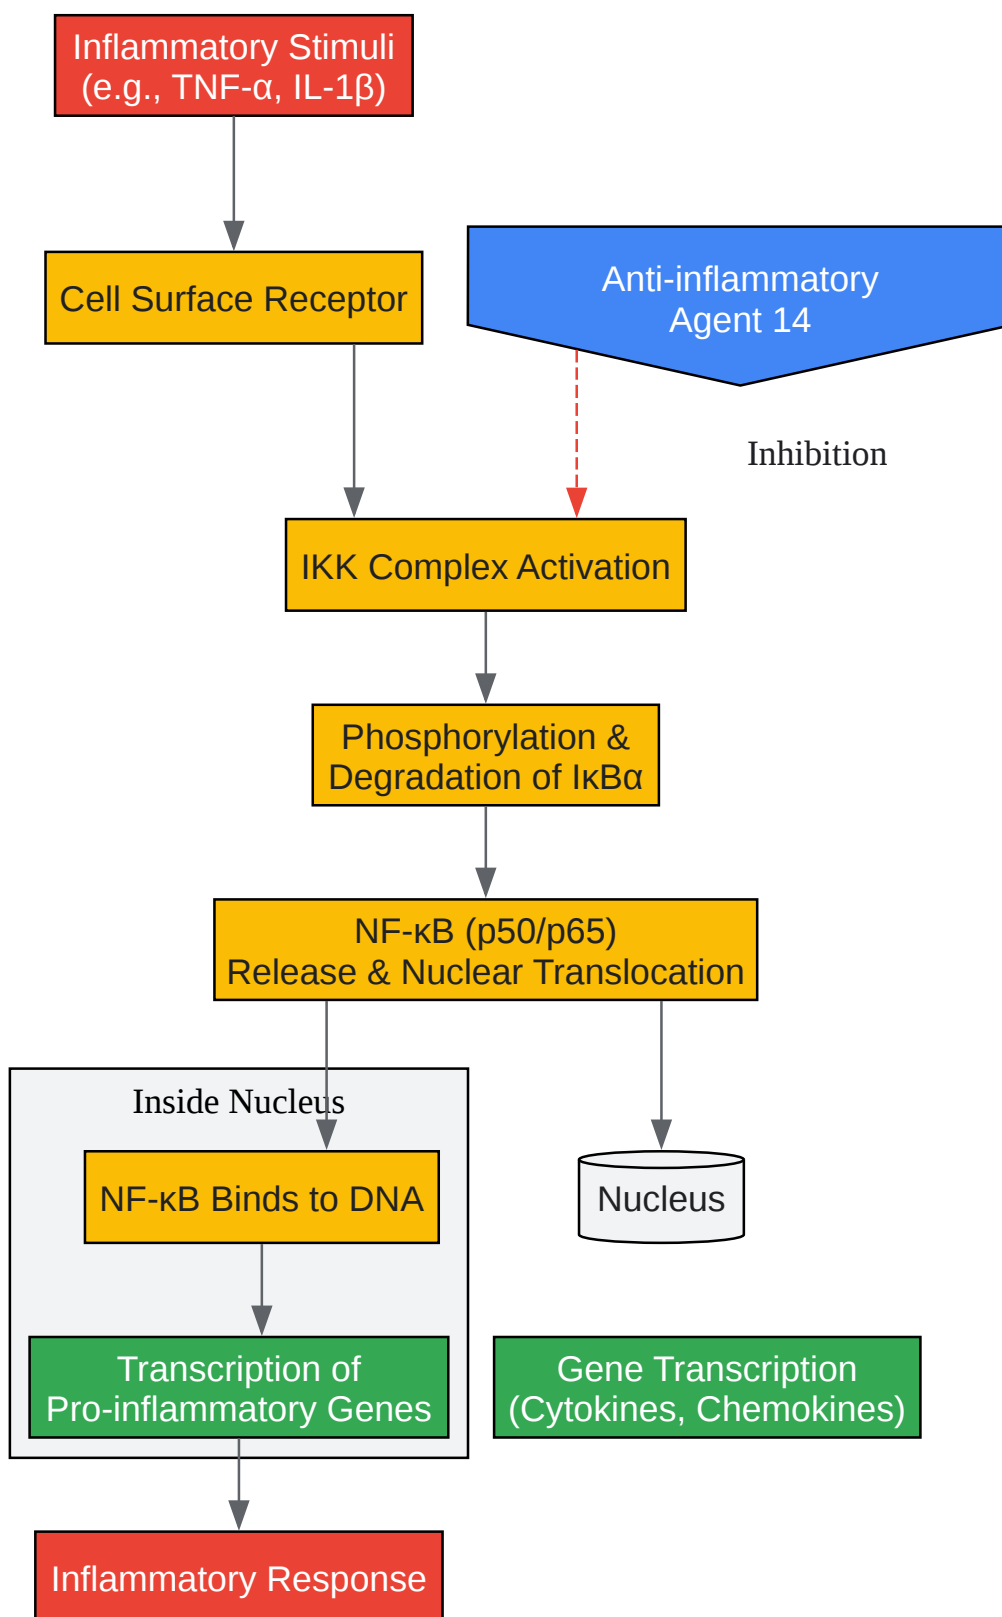 Inflammatory Stimuli
(e.g., TNF-α, IL-1β)
Cell Surface Receptor
Anti-inflammatory
Agent 14
Inhibition
IKK Complex Activation
Phosphorylation &
Degradation of IκBα
NF-κB (p50/p65)
Release & Nuclear Translocation
Inside Nucleus
NF-κB Binds to DNA
Nucleus
Transcription of
Pro-inflammatory Genes
Gene Transcription
(Cytokines, Chemokines)
Inflammatory Response